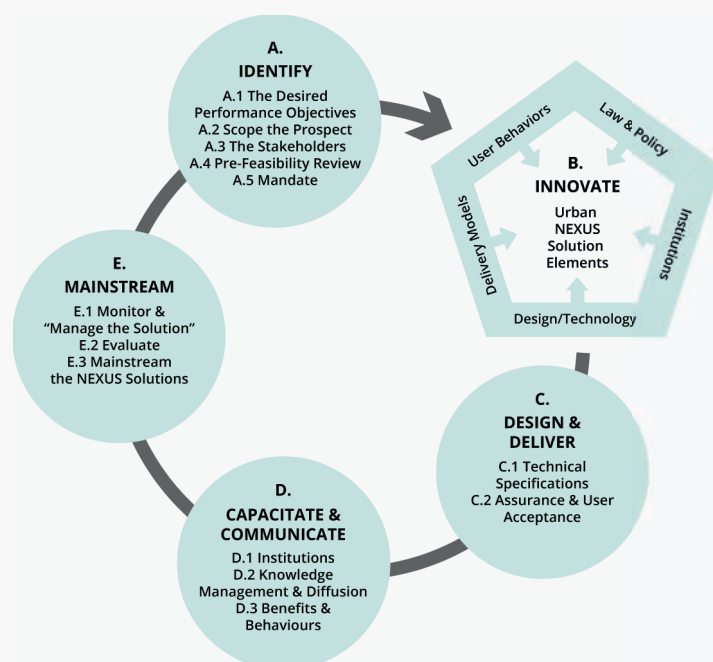 A.
IDENTIFY
A.1 The Desired
Performance Objectives
A.2 Scope the Prospect
A.3 The Stakeholders
A.4 Pre-Feasibility Review
A.5 Mandate
User Behaviors
Law & Policy
Institutions
Delivery Models
Design/Technology
B.
INNOVATE
Urban
NEXUS
Solution
Elements
C.
DESIGN &
DELIVER
C.1 Technical
Specifications
C.2 Assurance & User
Acceptance
D.
CAPACITATE &
COMMUNICATE
D.1 Institutions
D.2 Knowledge
Management & Diffusion
D.3 Benefits &
Behaviours
E.
MAINSTREAM
E.1 Monitor &
“Manage the Solution”
E.2 Evaluate
E.3 Mainstream
the NEXUS Solutions